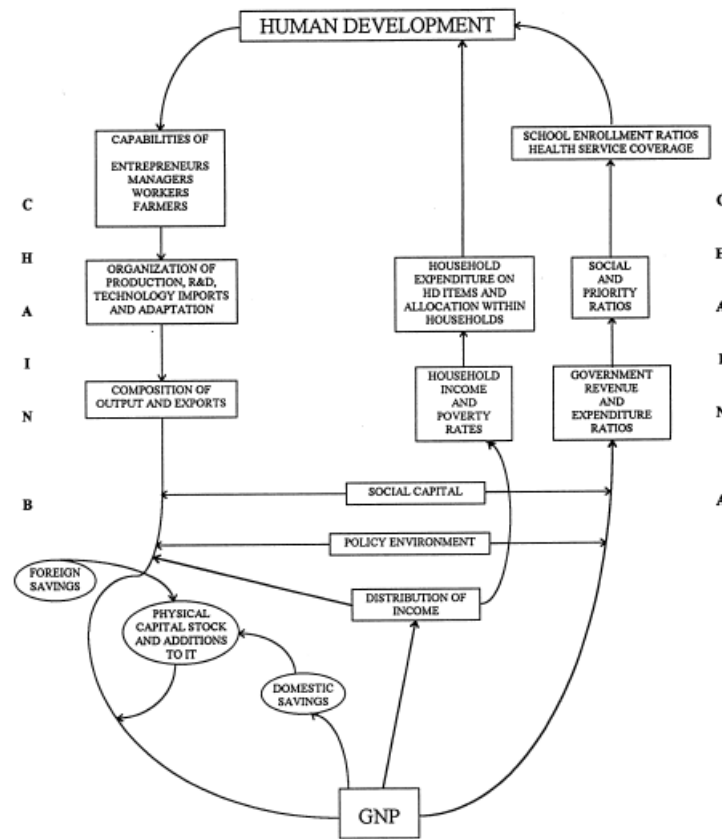 HUMAN DEVELOPMENT
CAPABILITIES OF
ENTREPRENEURS
MANAGERS
WORKERS
FARMERS
SCHOOL ENROLLMENT RATIOS
HEALTH SERVICE COVERAGE
C
H
A
I
N
B
ORGANIZATION OF
PRODUCTION, R&D,
TECHNOLOGY IMPORTS
AND ADAPTATION
HOUSEHOLD
EXPENDITURE ON
HD ITEMS AND
ALLOCATION WITHIN
HOUSEHOLDS
SOCIAL
AND
PRIORITY
RATIOS
COMPOSITION OF
OUTPUT AND EXPORTS
HOUSEHOLD
INCOME
AND
POVERTY
RATES
GOVERNMENT
REVENUE
AND
EXPENDITURE
RATIOS
N
SOCIAL CAPITAL
POLICY ENVIRONMENT
FOREIGN
SAVINGS
DISTRIBUTION OF
INCOME
PHYSICAL
CAPITAL STOCK
AND ADDITIONS
TO IT
DOMESTIC
SAVINGS
GNP